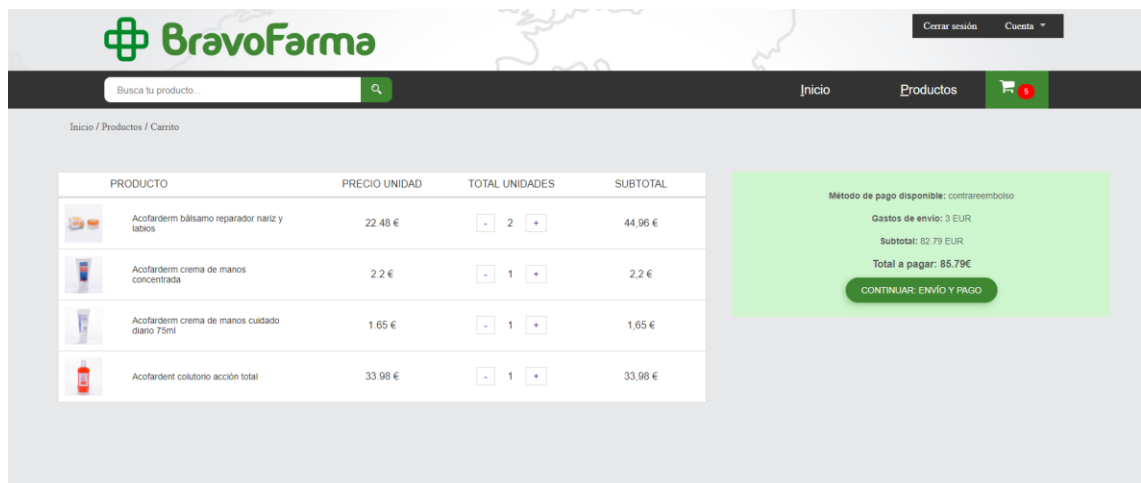 BravoFarma
Cerrar sesión Cuenta
Busca tu producto...
Inicio Productos 5
Inicio / Productos / Carrito
PRODUCTO PRECIO UNIDAD TOTAL UNIDADES SUBTOTAL
Acofarderm bálsamo reparador nariz y
labios
22.48 € - 2 + 44,96 €
Acofarderm crema de manos
concentrada
2.2 € - 1 + 2,2 €
Acofarderm crema de manos cuidado
diario 75ml
1.65 € - 1 + 1,65 €
Acofardent colutorio acción total 33.98 € - 1 + 33,98 €
Método de pago disponible: contrareembolso
Gastos de envío: 3 EUR
Subtotal: 82.79 EUR
Total a pagar: 85.79€
CONTINUAR: ENVÍO Y PAGO